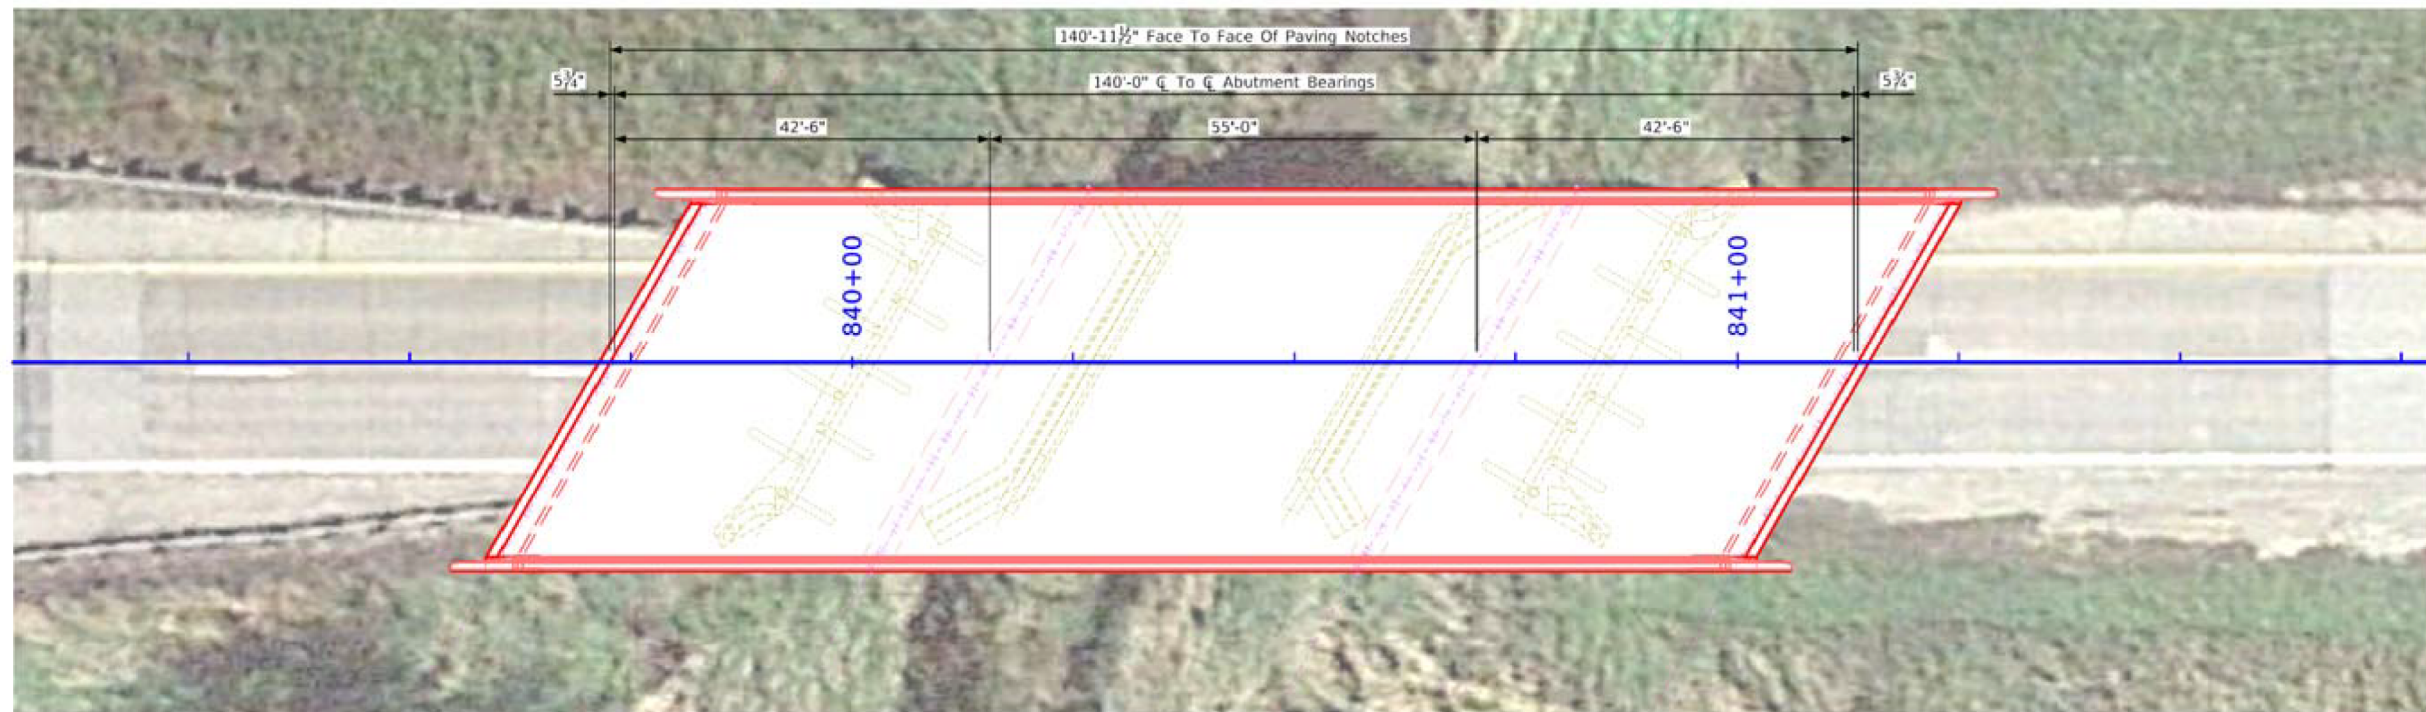 140'-11½" Face To Face Of Paving Notches
5¾" 140'-0" ℄ To ℄ Abutment Bearings 5¾"
42'-6" 55'-0" 42'-6"
840+00 841+00